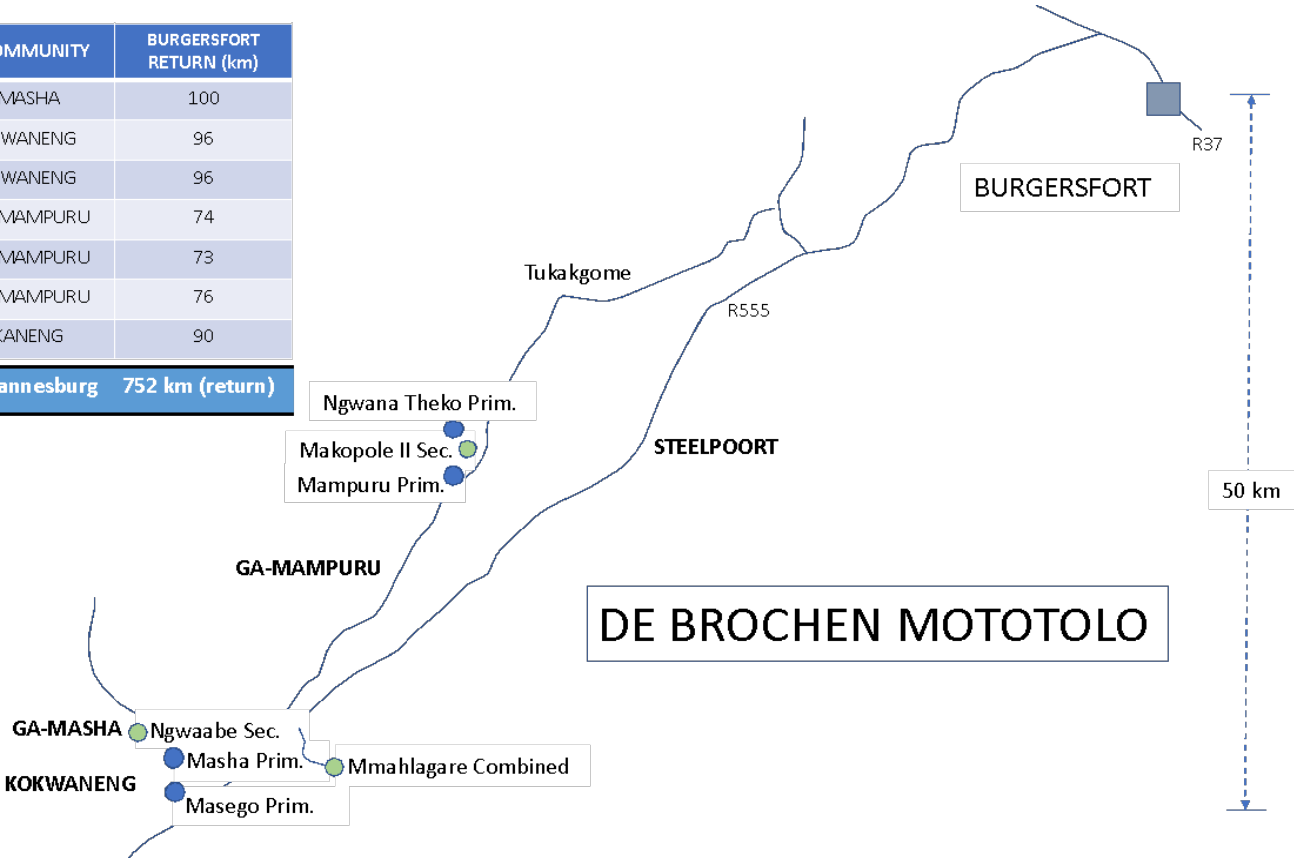 OMMUNITY BURGERSFORT
RETURN (km)
MASHA 100
WANENG 96
WANENG 96
MAMPURU 74
MAMPURU 73
MAMPURU 76
KANENG 90
annesburg 752 km (return)
R37
BURGERSFORT
Tukakgome
R555
Ngwana Theko Prim.
Makopole II Sec.
STEELPOORT
Mampuru Prim.
50 km
GA-MAMPURU
DE BROCHEN MOTOTOLO
GA-MASHA
Ngwaabe Sec.
Masha Prim.
Mmahlagare Combined
KOKWANENG
Masego Prim.